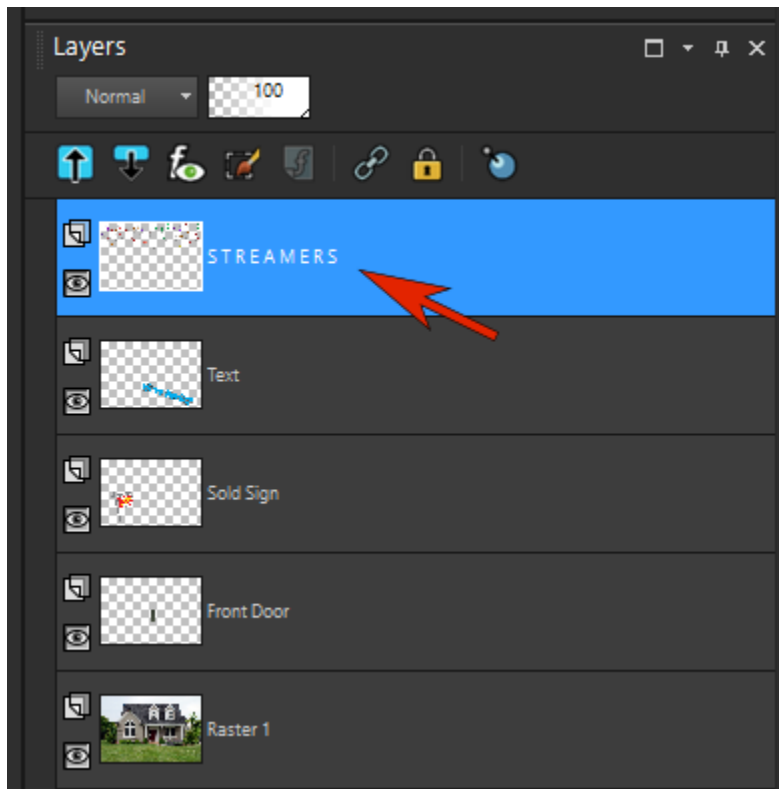 Layers
Normal 100
STREAMERS
Text
Sold Sign
Front Door
Raster 1